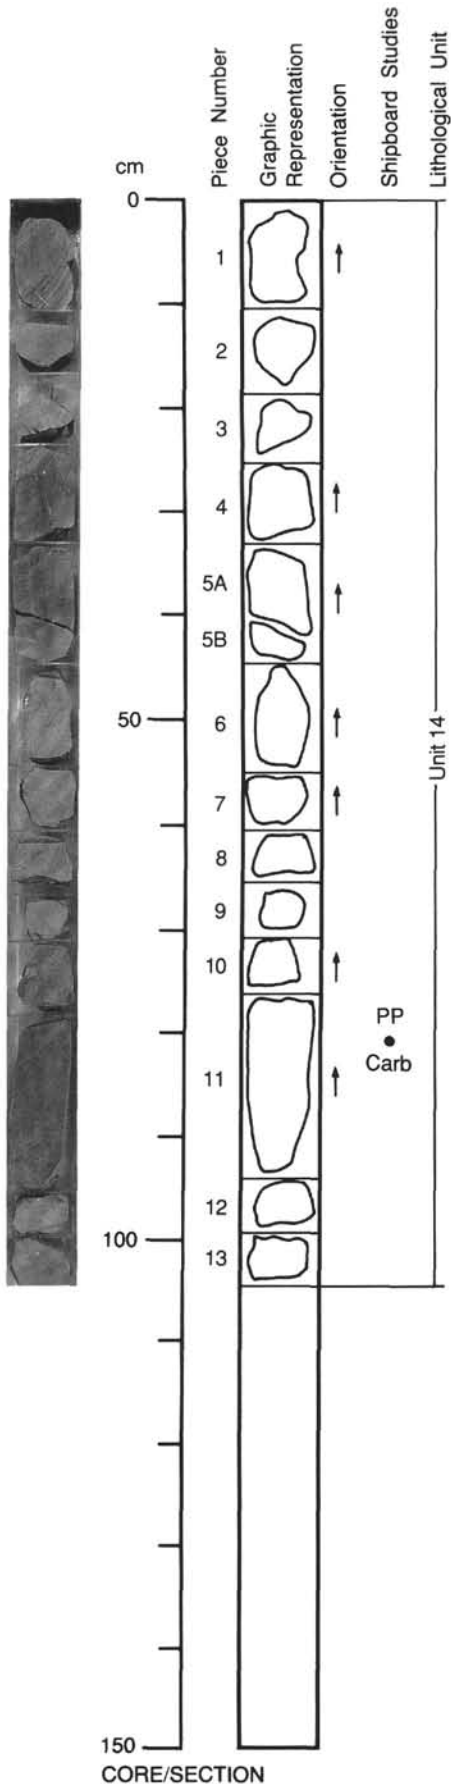 cm
Piece Number
Graphic
Representation
Orientation
Shipboard Studies
Lithological Unit
0
1
2
3
4
5A
5B
50
6
7
8
9
10
Unit 14
PP
Carb
11
12
100
13
150
CORE/SECTION